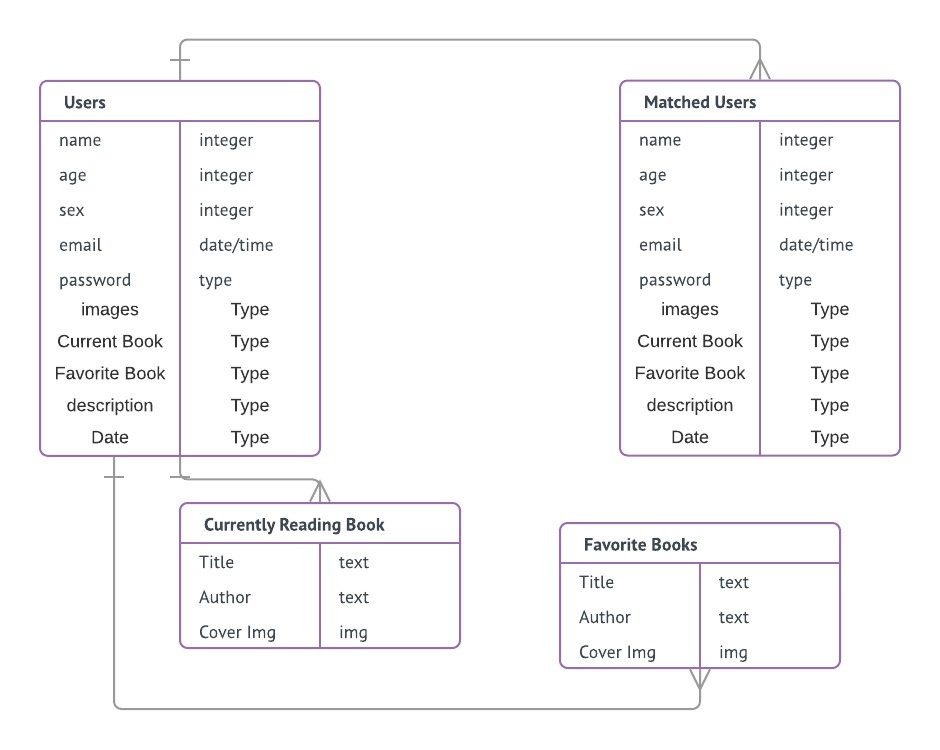 Users
name integer
age integer
sex integer
email date/time
password type
images Type
Current Book Type
Favorite Book Type
description Type
Date Type
Matched Users
name integer
age integer
sex integer
email date/time
password type
images Type
Current Book Type
Favorite Book Type
description Type
Date Type
Currently Reading Book
Title text
Author text
Cover Img img
Favorite Books
Title text
Author text
Cover Img img